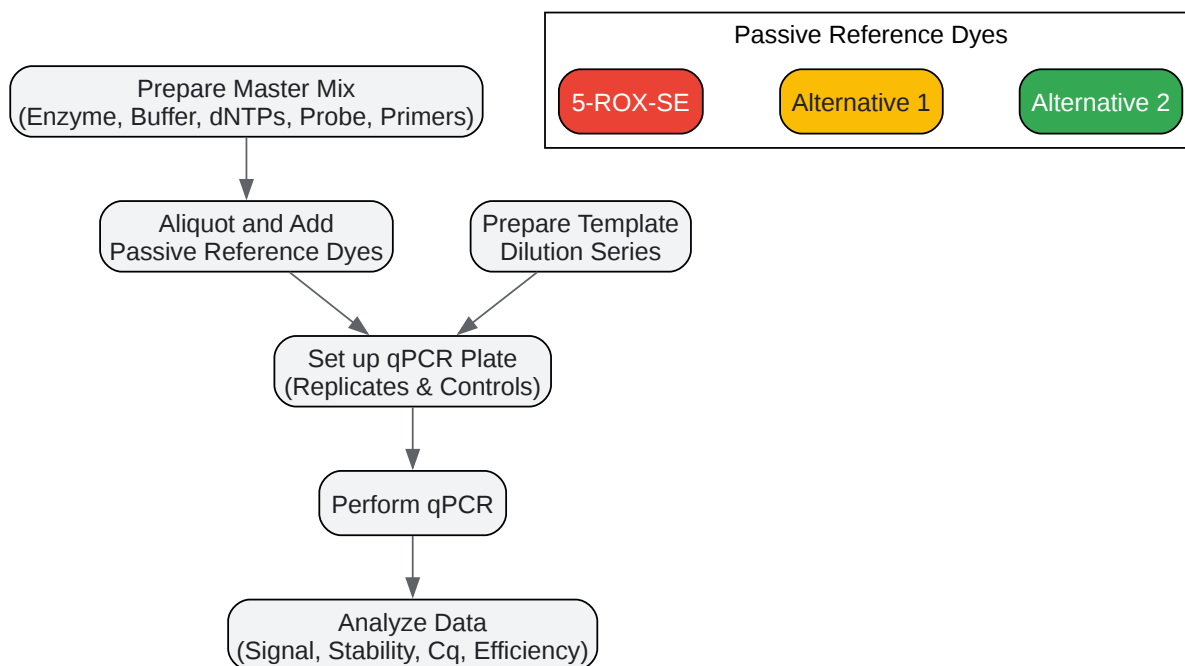 Passive Reference Dyes
5-ROX-SE
Alternative 1
Alternative 2
Prepare Master Mix
(Enzyme, Buffer, dNTPs, Probe, Primers)
Aliquot and Add
Passive Reference Dyes
Prepare Template
Dilution Series
Set up qPCR Plate
(Replicates & Controls)
Perform qPCR
Analyze Data
(Signal, Stability, Cq, Efficiency)